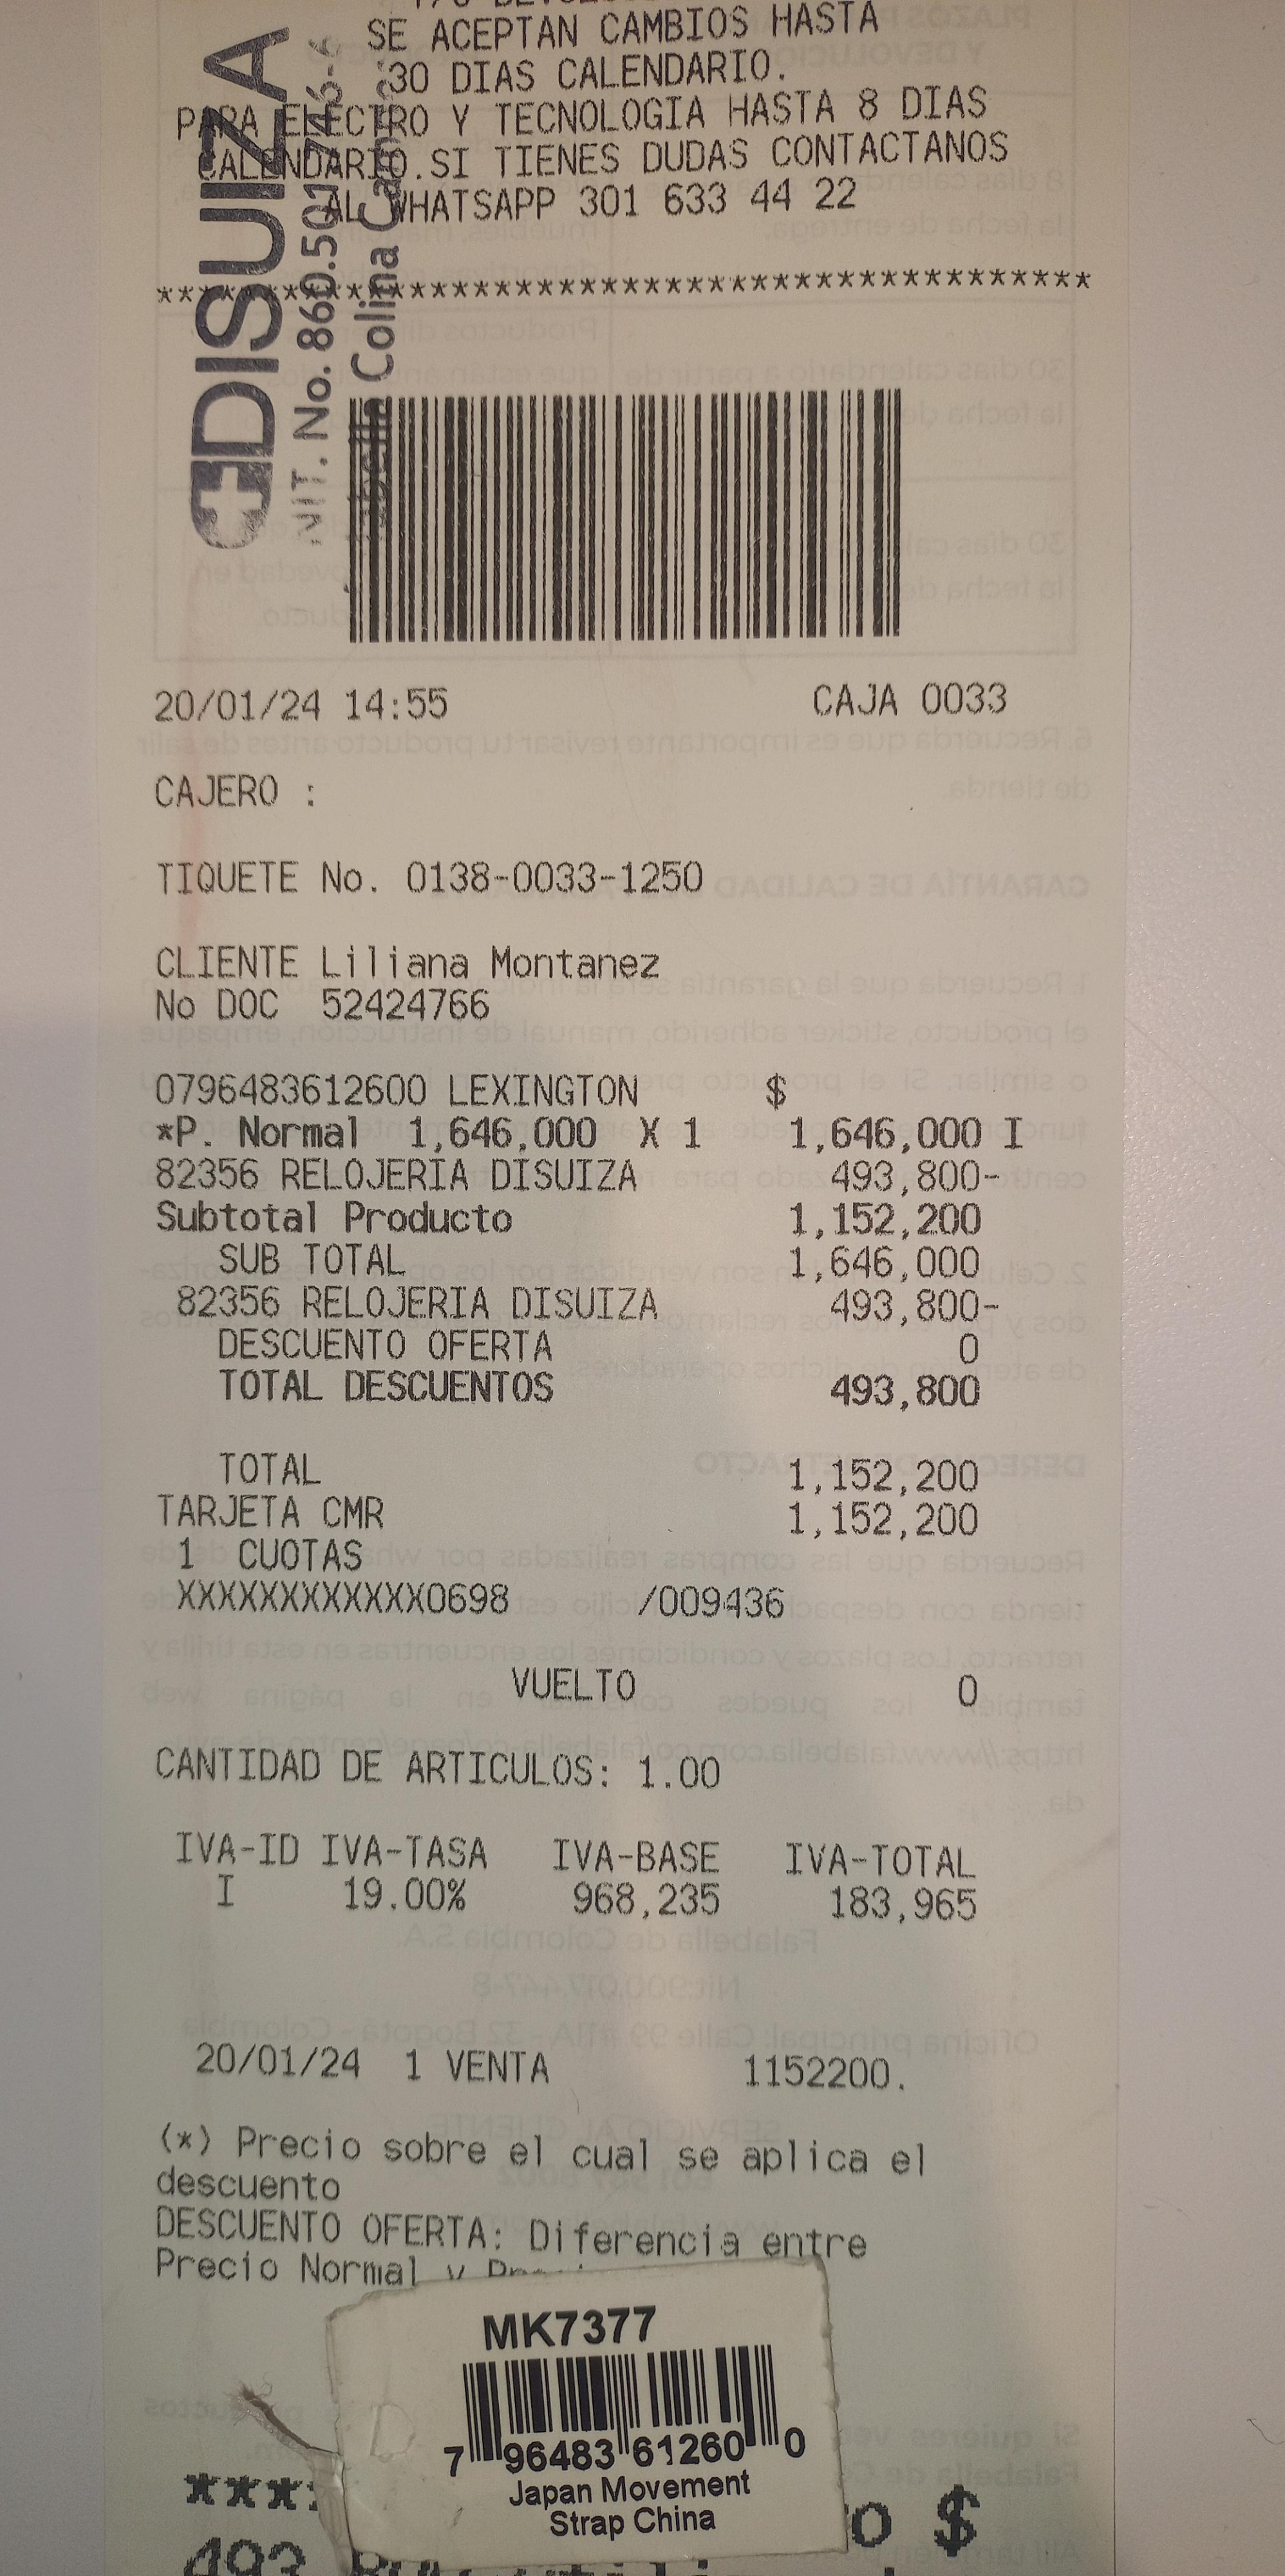 SE ACEPTAN CAMBIOS HASTA
30 DIAS CALENDARIO.
PARA ELECTRO Y TECNOLOGIA HASTA 8 DIAS
CALENDARIO.SI TIENES DUDAS CONTACTANOS
AL WHATSAPP 301 633 44 22
*********************************************
DISUIZA
NIT. No. 860.501.746-6
Colina
20/01/24 14:55 CAJA 0033
CAJERO :
TIQUETE No. 0138-0033-1250
CLIENTE Liliana Montanez
No DOC 52424766
0796483612600 LEXINGTON $
*P. Normal 1,646,000 X 1 1,646,000 I
82356 RELOJERIA DISUIZA 493,800-
Subtotal Producto 1,152,200
SUB TOTAL 1,646,000
82356 RELOJERIA DISUIZA 493,800-
DESCUENTO OFERTA 0
TOTAL DESCUENTOS 493,800
TOTAL 1,152,200
TARJETA CMR 1,152,200
1 CUOTAS
XXXXXXXXXXXX0698 /009436
VUELTO 0
CANTIDAD DE ARTICULOS: 1.00
IVA-ID IVA-TASA IVA-BASE IVA-TOTAL
I 19.00% 968,235 183,965
20/01/24 1 VENTA 1152200.
(*) Precio sobre el cual se aplica el
descuento
DESCUENTO OFERTA: Diferencia entre
Precio Normal y
MK7377
7 96483 61260 0
Japan Movement
Strap China
**** $
493